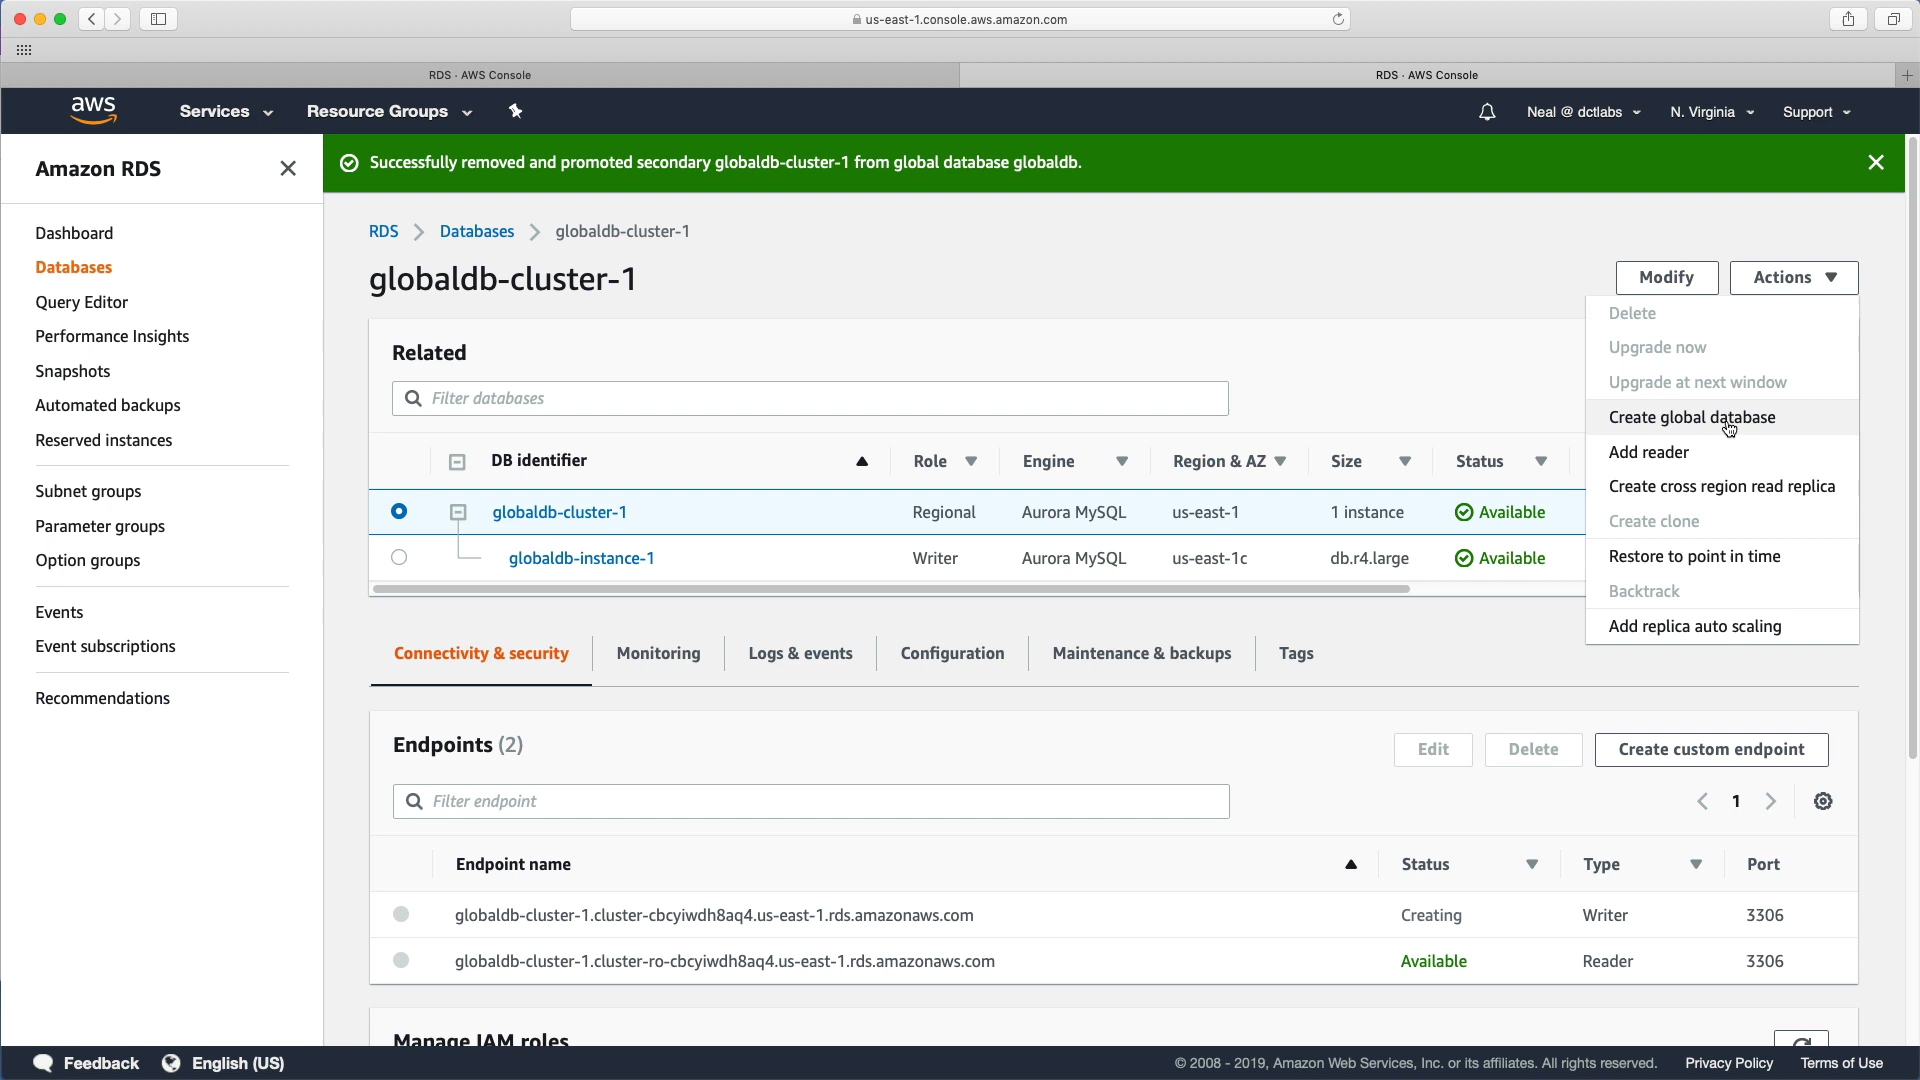 us-east-1.console.aws.amazon.com
RDS · AWS Console
RDS · AWS Console
aws
Services
Resource Groups
Neal @ dctlabs
N. Virginia
Support
Amazon RDS
Successfully removed and promoted secondary globaldb-cluster-1 from global database globaldb.
Dashboard
Databases
Query Editor
Performance Insights
Snapshots
Automated backups
Reserved instances
Subnet groups
Parameter groups
Option groups
Events
Event subscriptions
Recommendations
RDS
Databases
globaldb-cluster-1
globaldb-cluster-1
Modify
Actions
Delete
Upgrade now
Upgrade at next window
Create global database
Add reader
Create cross region read replica
Create clone
Restore to point in time
Backtrack
Add replica auto scaling
Related
Filter databases
DB identifier Role Engine Region & AZ Size Status
globaldb-cluster-1 Regional Aurora MySQL us-east-1 1 instance Available
globaldb-instance-1 Writer Aurora MySQL us-east-1c db.r4.large Available
Connectivity & security
Monitoring
Logs & events
Configuration
Maintenance & backups
Tags
Endpoints (2)
Edit
Delete
Create custom endpoint
Filter endpoint
1
Endpoint name Status Type Port
globaldb-cluster-1.cluster-cbcyiwdh8aq4.us-east-1.rds.amazonaws.com Creating Writer 3306
globaldb-cluster-1.cluster-ro-cbcyiwdh8aq4.us-east-1.rds.amazonaws.com Available Reader 3306
Manage IAM roles
Feedback
English (US)
© 2008 - 2019, Amazon Web Services, Inc. or its affiliates. All rights reserved.
Privacy Policy
Terms of Use